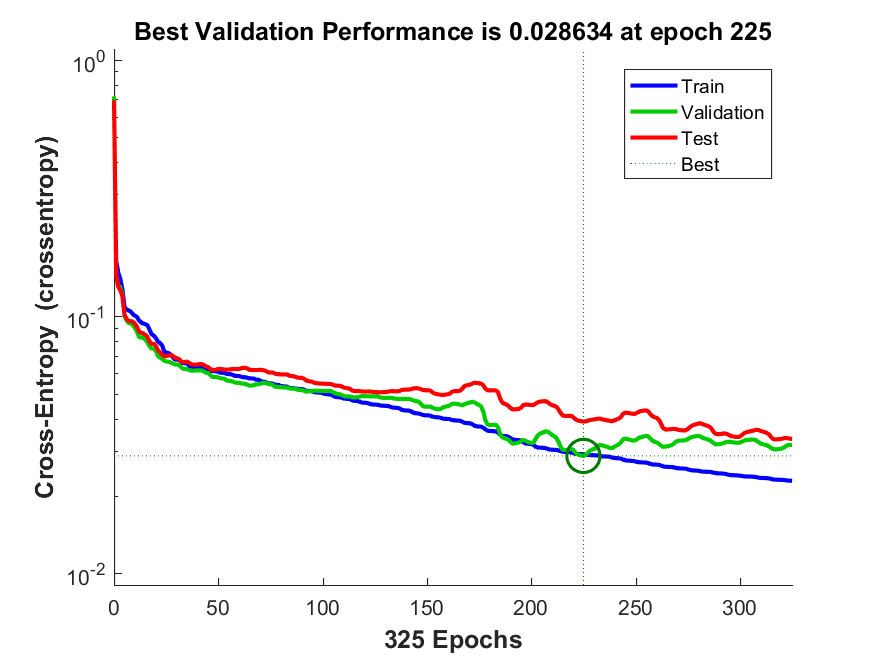 Best Validation Performance is 0.028634 at epoch 225
Cross-Entropy (crossentropy)
10^0
10^-1
10^-2
Train
Validation
Test
Best
0 50 100 150 200 250 300
325 Epochs